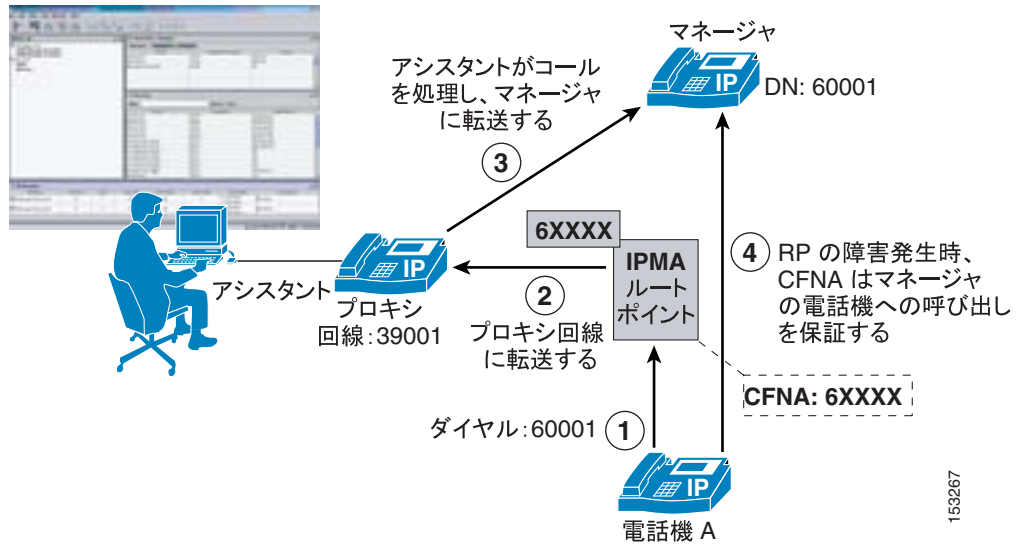 マネージャ
IP
DN: 60001
アシスタントがコール
を処理し、マネージャ
に転送する
3
6XXXX
IPMA
ルート
ポイント
4
RP の障害発生時、
CFNA はマネージャ
の電話機への呼び出し
を保証する
IP
アシスタント
プロキシ
回線:39001
2
プロキシ回線
に転送する
CFNA: 6XXXX
ダイヤル:60001
1
IP
電話機 A
153267